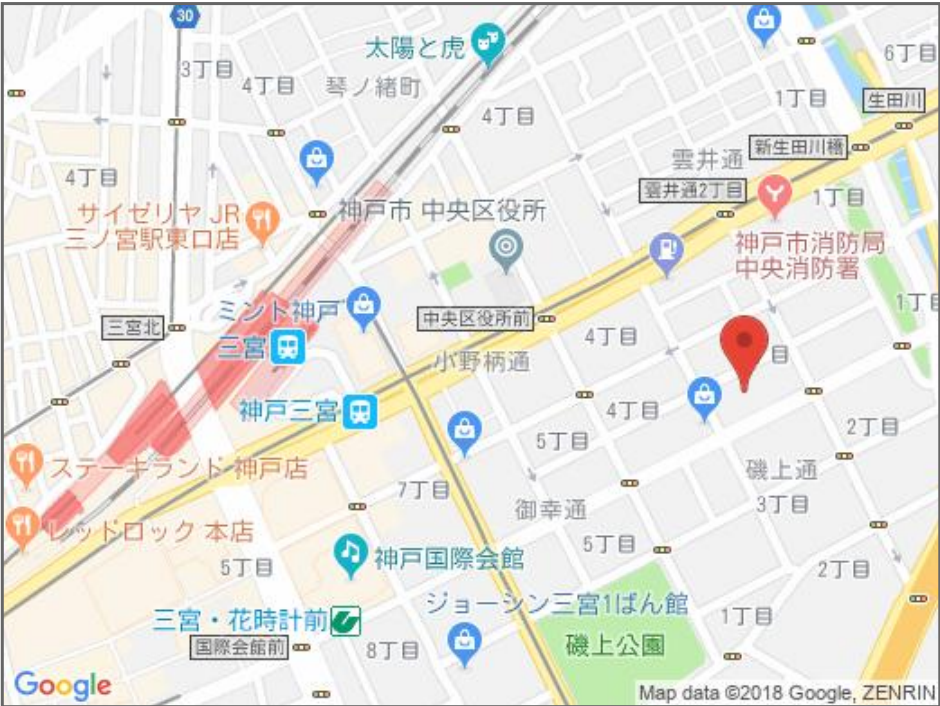 30
太陽と虎
6丁目
3丁目
4丁目
琴ノ緒町
1丁目
生田川
4丁目
新生田川橋
雲井通
4丁目
雲井通2丁目
1丁目
サイゼリヤ JR
三ノ宮駅東口店
神戸市 中央区役所
神戸市消防局
中央消防署
1丁目
ミント神戸
三宮北
中央区役所前
4丁目
三宮
小野柄通
目
神戸三宮
4丁目
2丁目
5丁目
ステーキランド 神戸店
磯上通
7丁目
御幸通
3丁目
レッドロック 本店
5丁目
神戸国際会館
5丁目
2丁目
ジョーシン三宮1ばん館
三宮・花時計前
1丁目
国際会館前
8丁目
磯上公園
Google
Map data ©2018 Google, ZENRIN